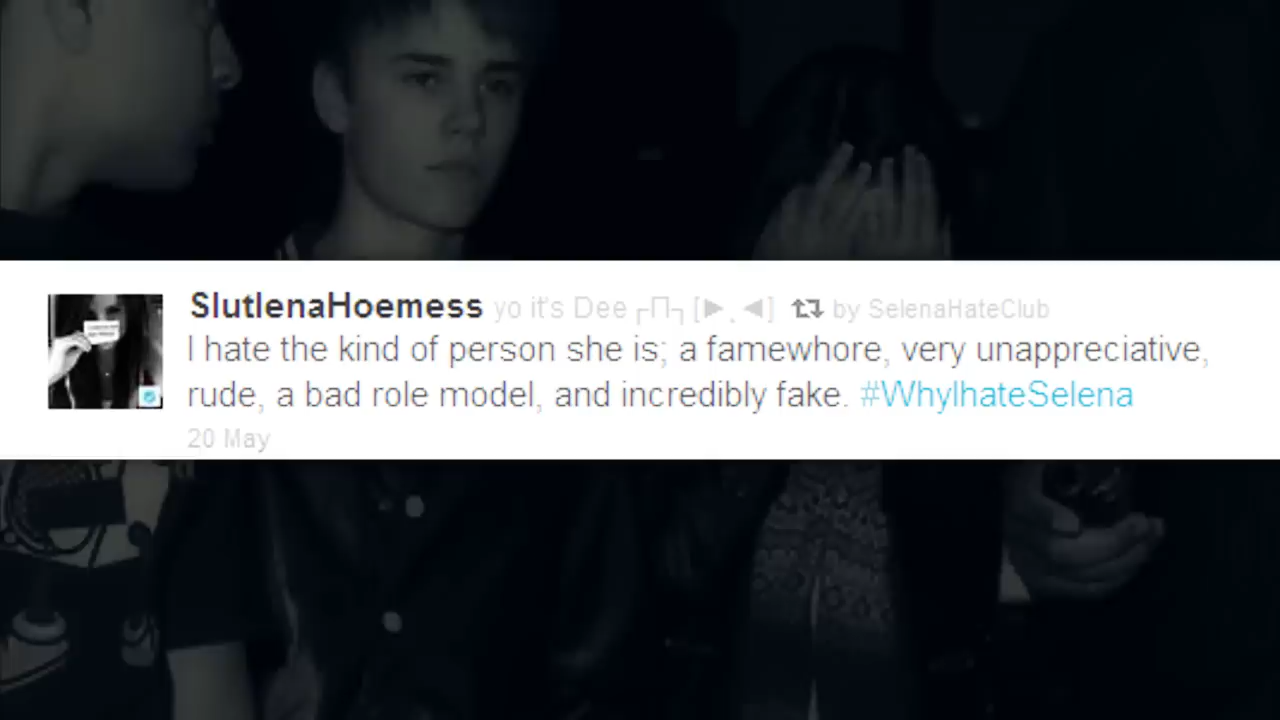 SlutlenaHoemess yo it's Dee ┌∏┐ [►˛◄] by SelenaHateClub
I hate the kind of person she is; a famewhore, very unappreciative,
rude, a bad role model, and incredibly fake. #WhyIhateSelena
20 May